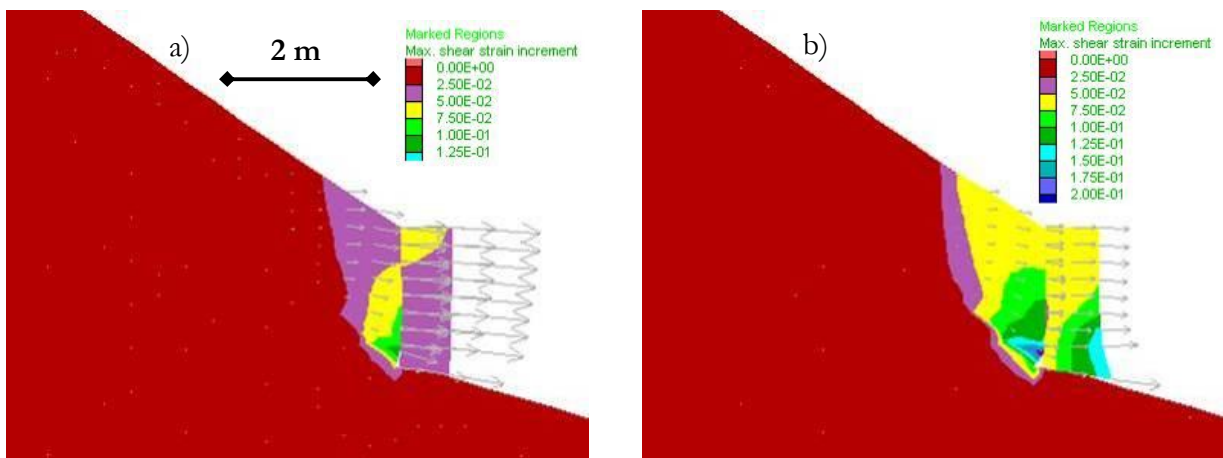 a)
2 m
Marked Regions
Max. shear strain increment
0.00E+00
2.50E-02
5.00E-02
7.50E-02
1.00E-01
1.25E-01
b)
Marked Regions
Max. shear strain increment
0.00E+00
2.50E-02
5.00E-02
7.50E-02
1.00E-01
1.25E-01
1.50E-01
1.75E-01
2.00E-01